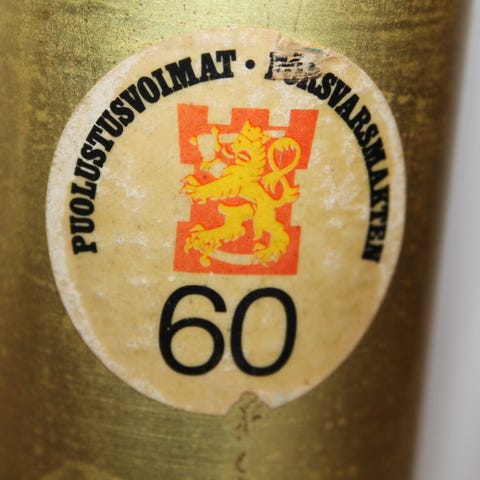 PUOLUSTUSVOIMAT • FÖRSVARSMAKTEN
60